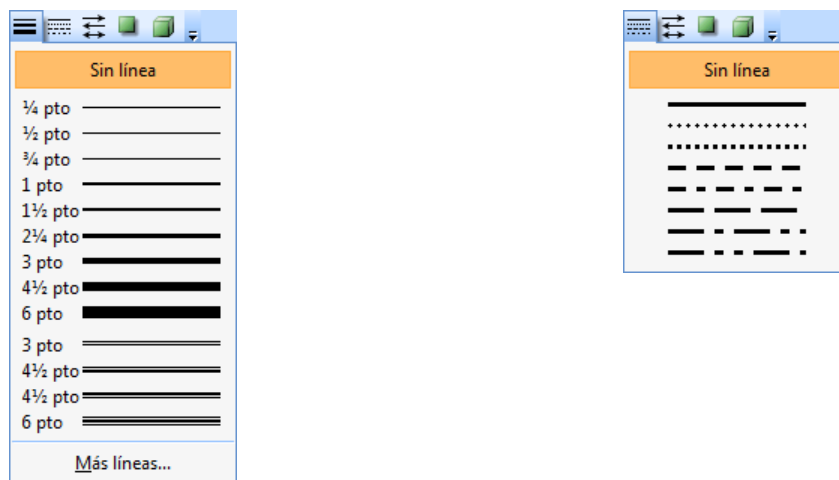 Sin línea
¼ pto
½ pto
¾ pto
1 pto
1½ pto
2¼ pto
3 pto
4½ pto
6 pto
3 pto
4½ pto
4½ pto
6 pto
Más líneas...
Sin línea